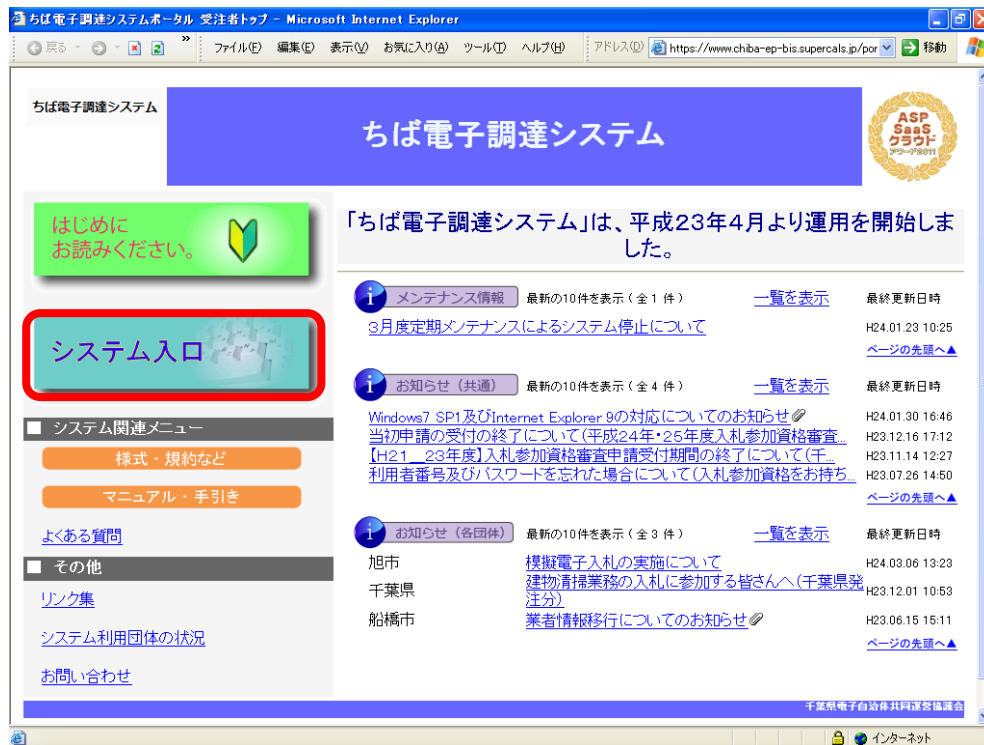 ちば電子調達システムポータル 受注者トップ - Microsoft Internet Explorer
戻る
ファイル(F) 編集(E) 表示(V) お気に入り(A) ツール(T) ヘルプ(H) アドレス(D) https://www.chiba-ep-bis.supercals.jp/por 移動
ちば電子調達システム
ちば電子調達システム
ASP
SaaS
クラウド
アワード2011
はじめに
お読みください。
システム入口
システム関連メニュー
様式・規約など
マニュアル・手引き
よくある質問
その他
リンク集
システム利用団体の状況
お問い合わせ
「ちば電子調達システム」は、平成23年4月より運用を開始しま
した。
メンテナンス情報 最新の10件を表示(全1件) 一覧を表示 最終更新日時
3月度定期メンテナンスによるシステム停止について H24.01.23 10:25
ページの先頭へ▲
お知らせ(共通) 最新の10件を表示(全4件) 一覧を表示 最終更新日時
Windows7 SP1及びInternet Explorer 9の対応についてのお知らせ H24.01.30 16:46
当初申請の受付の終了について(平成24年・25年度入札参加資格審査... H23.12.16 17:12
【H21__23年度】入札参加資格審査申請受付期間の終了について(千... H23.11.14 12:27
利用者番号及びパスワードを忘れた場合について(入札参加資格をお持ち... H23.07.26 14:50
ページの先頭へ▲
お知らせ(各団体) 最新の10件を表示(全3件) 一覧を表示 最終更新日時
旭市 模擬電子入札の実施について H24.03.06 13:23
千葉県 建物清掃業務の入札に参加する皆さんへ(千葉県発
注分) H23.12.01 10:53
船橋市 業者情報移行についてのお知らせ H23.06.15 15:11
ページの先頭へ▲
千葉県電子自治体共同運営協議会
インターネット